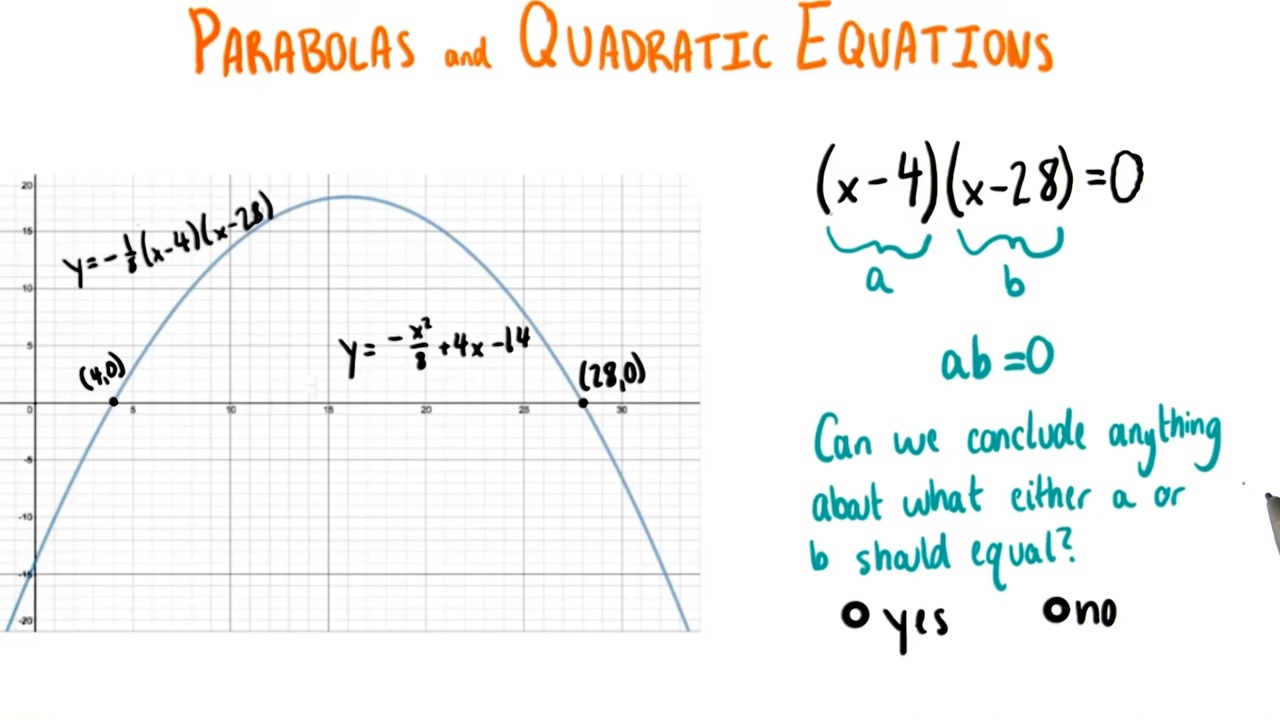 PARABOLAS and QUADRATIC EQUATIONS
y=-1/8(x-4)(x-28)
y=-x²/8+4x-14
(4,0)
(28,0)
20
15
10
5
0 5 10 15 20 25 30
-5
-10
-15
-20
(x-4)(x-28)=0
a b
ab=0
Can we conclude anything
about what either a or
b should equal?
yes no